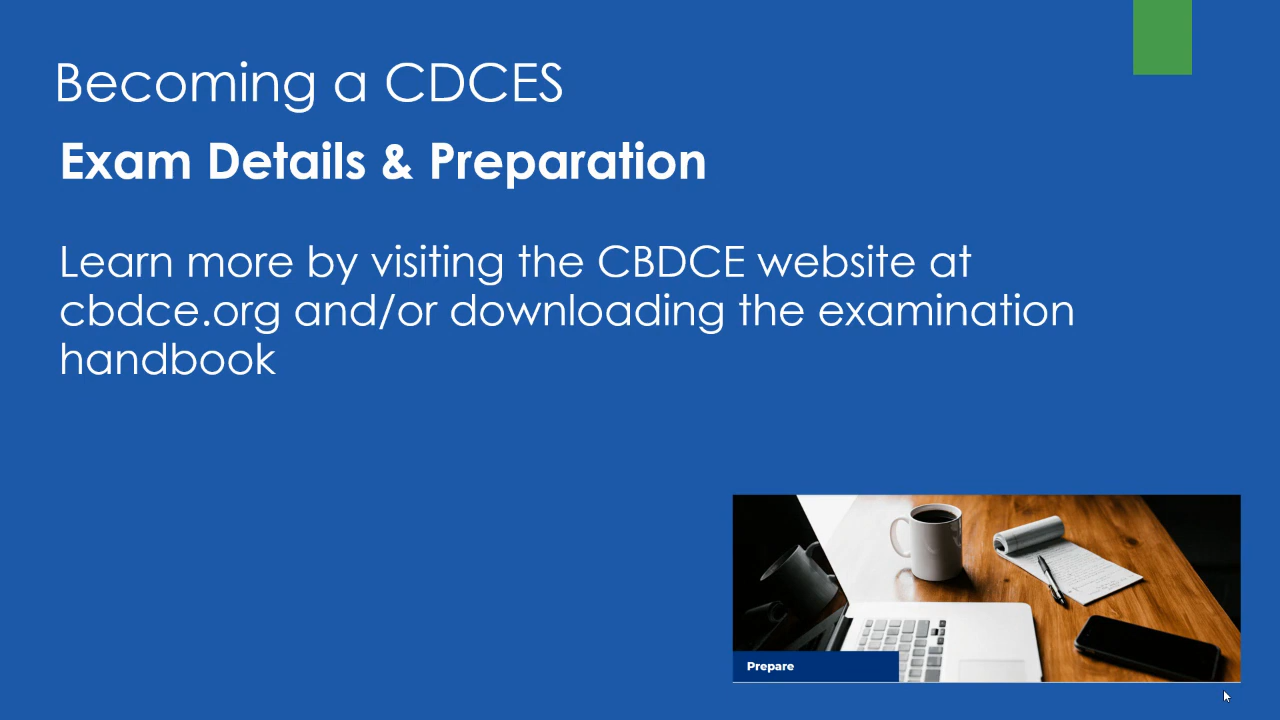 Becoming a CDCES
Exam Details & Preparation
Learn more by visiting the CBDCE website at
cbdce.org and/or downloading the examination
handbook
Prepare